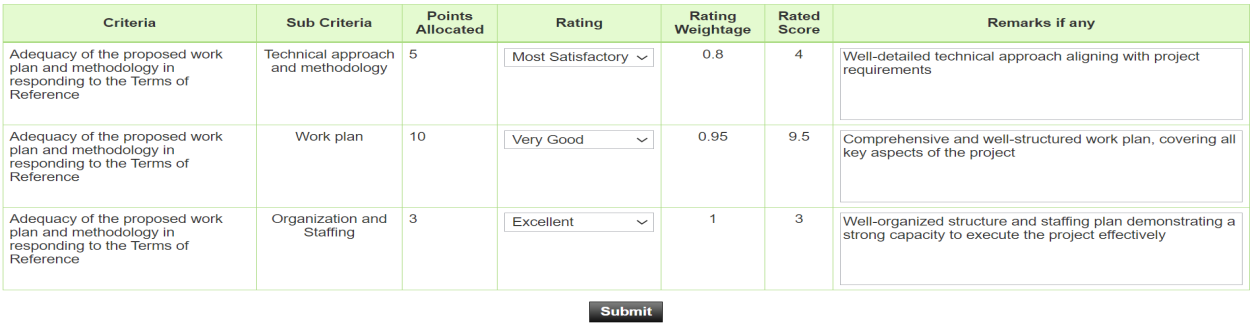 Criteria
Sub Criteria
Points
Allocated
Rating
Rating
Weightage
Rated
Score
Remarks if any
Adequacy of the proposed work
plan and methodology in
responding to the Terms of
Reference
Technical approach
and methodology
5
Most Satisfactory
0.8
4
Well-detailed technical approach aligning with project
requirements
Adequacy of the proposed work
plan and methodology in
responding to the Terms of
Reference
Work plan
10
Very Good
0.95
9.5
Comprehensive and well-structured work plan, covering all
key aspects of the project
Adequacy of the proposed work
plan and methodology in
responding to the Terms of
Reference
Organization and
Staffing
3
Excellent
1
3
Well-organized structure and staffing plan demonstrating a
strong capacity to execute the project effectively
Submit